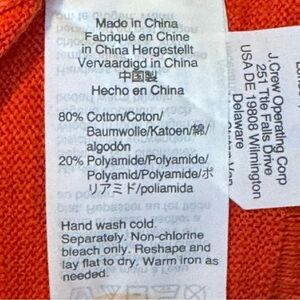 Made in China
Fabriqué en Chine
in China Hergestellt
Vervaardigd in China
中国製
Hecho en China
80% Cotton/Coton/
Baumwolle/Katoen/綿/
algodón
20% Polyamide/Polyamid/
Polyamid/Polyamide/ポ
リアミド/poliamida
Hand wash cold.
Separately. Non-chlorine
bleach only. Reshape and
lay flat to dry. Warm iron as
needed.
J.Crew Operating Corp
251 Little Falls Drive
USA DE 19808 Wilmington
Delaware